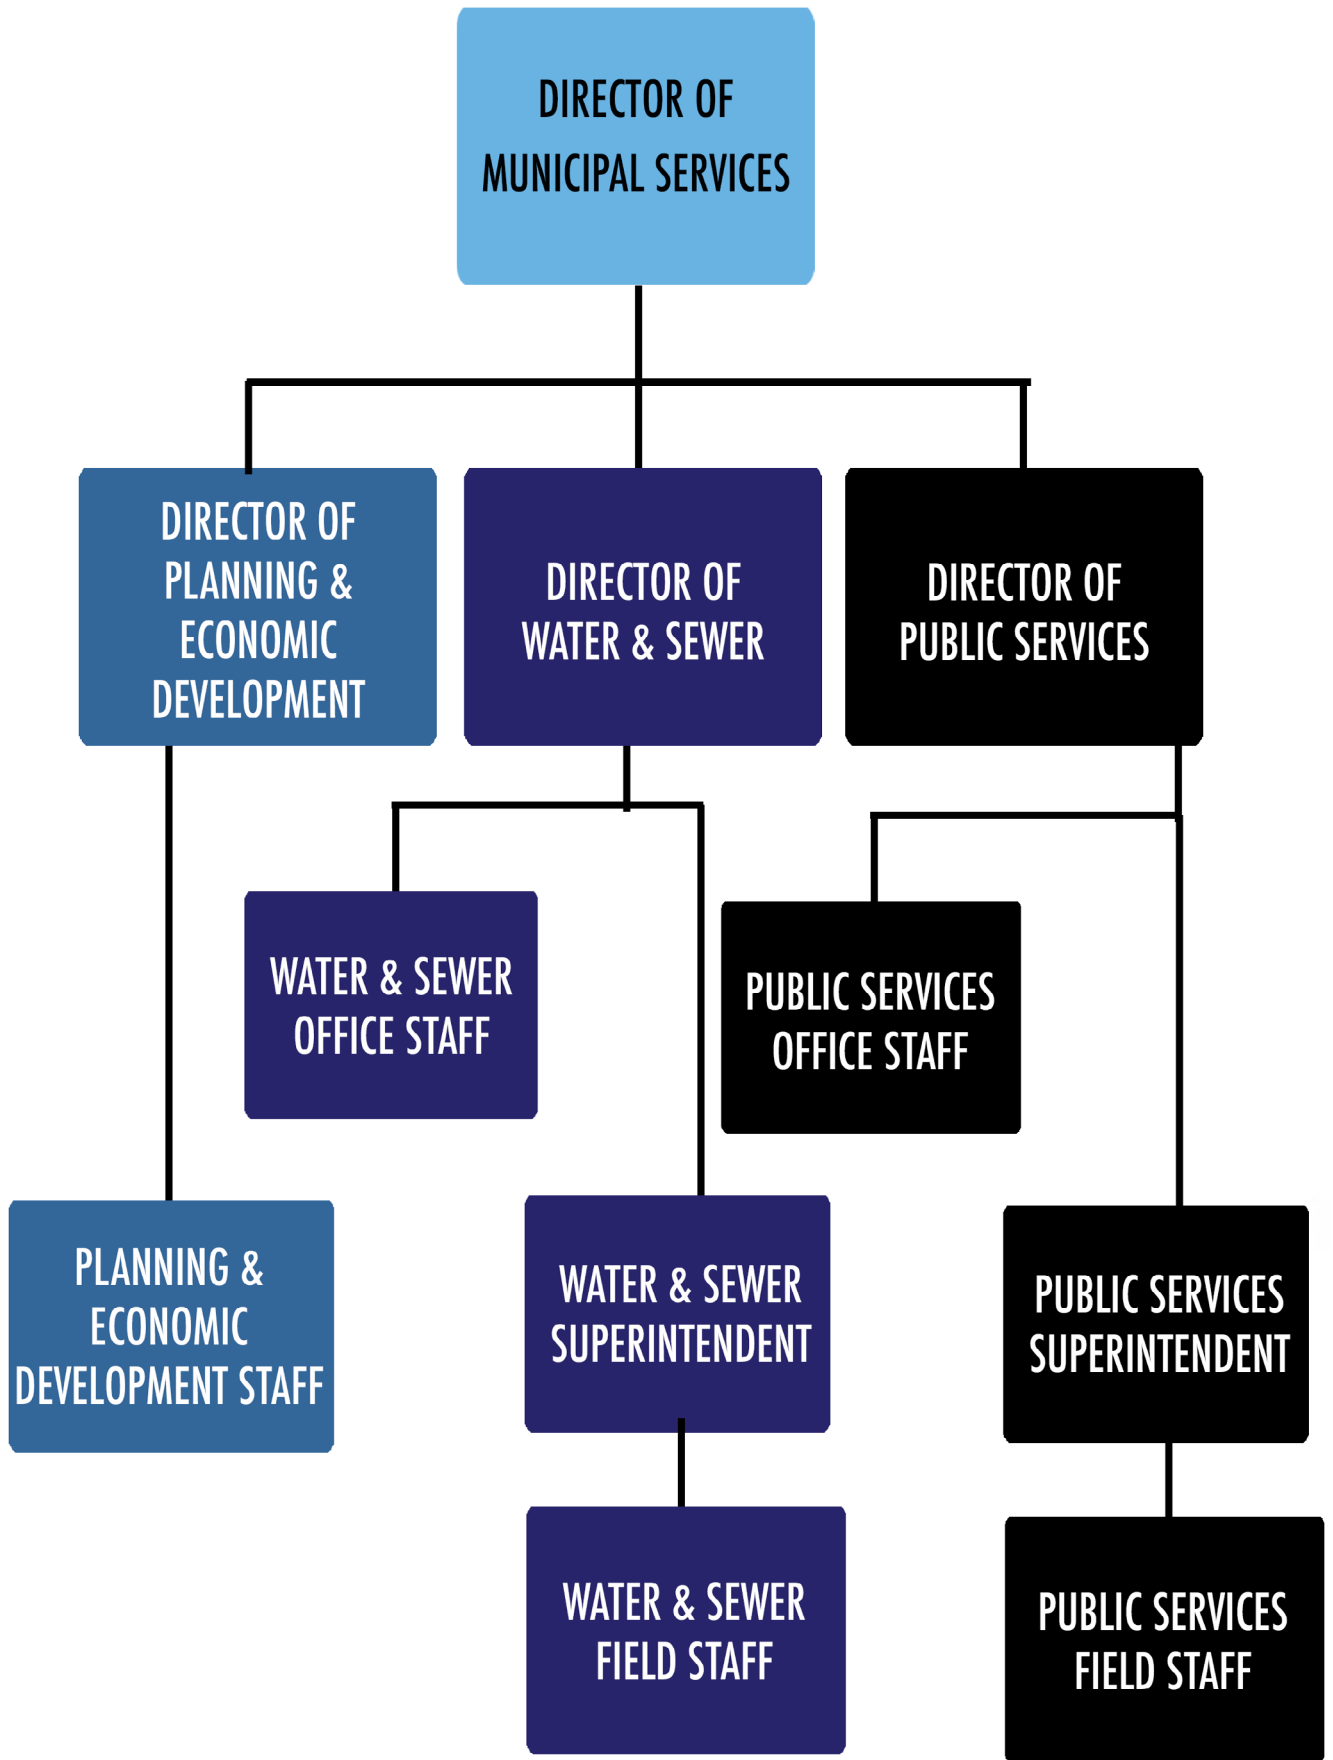 DIRECTOR OF
MUNICIPAL SERVICES
DIRECTOR OF
PLANNING &
ECONOMIC
DEVELOPMENT
DIRECTOR OF
WATER & SEWER
DIRECTOR OF
PUBLIC SERVICES
WATER & SEWER
OFFICE STAFF
PUBLIC SERVICES
OFFICE STAFF
PLANNING &
ECONOMIC
DEVELOPMENT STAFF
WATER & SEWER
SUPERINTENDENT
PUBLIC SERVICES
SUPERINTENDENT
WATER & SEWER
FIELD STAFF
PUBLIC SERVICES
FIELD STAFF